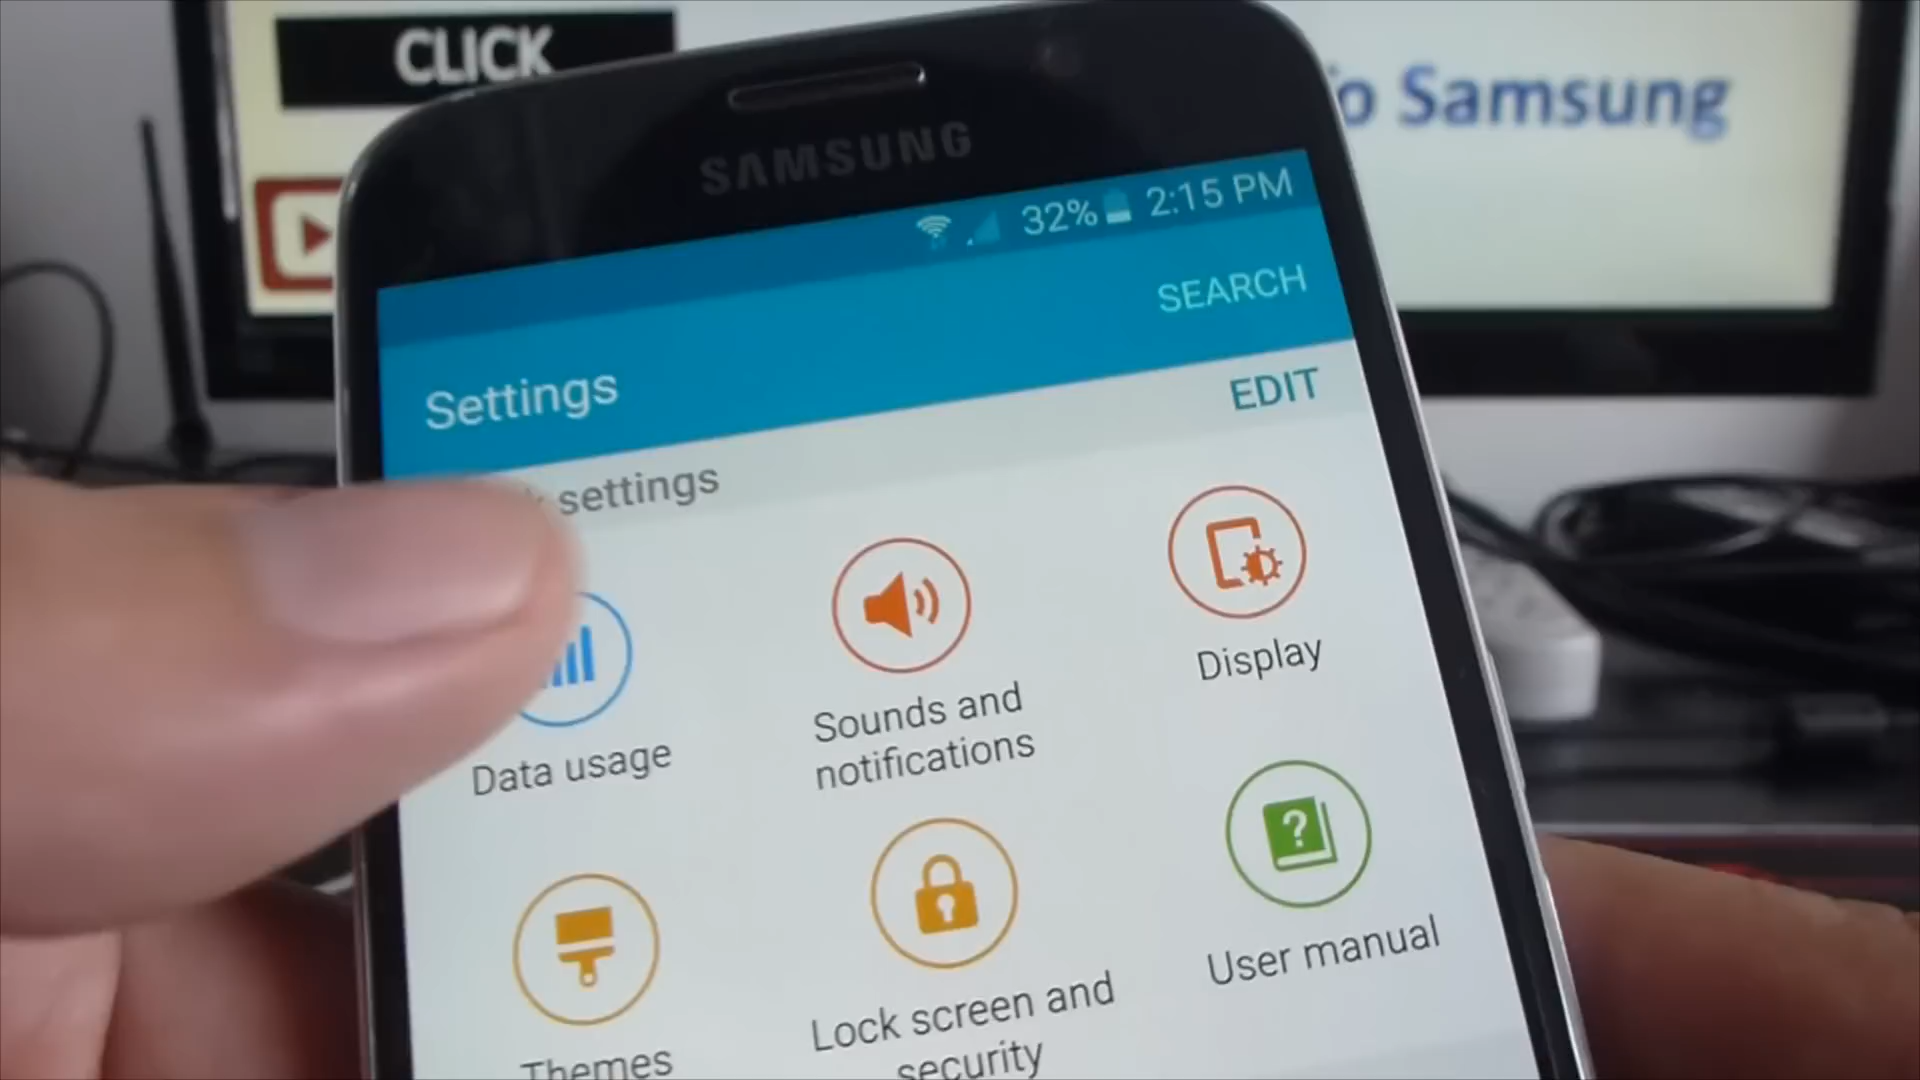 CLICK
o Samsung
SAMSUNG
32% 2:15 PM
SEARCH
Settings
EDIT
settings
Data usage
Sounds and
notifications
Display
Themes
Lock screen and
security
User manual